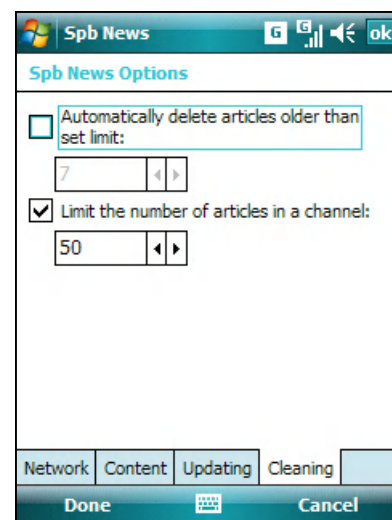 Spb News G G ok
Spb News Options
Automatically delete articles older than
set limit:
7
Limit the number of articles in a channel:
50
Network Content Updating Cleaning
Done Cancel